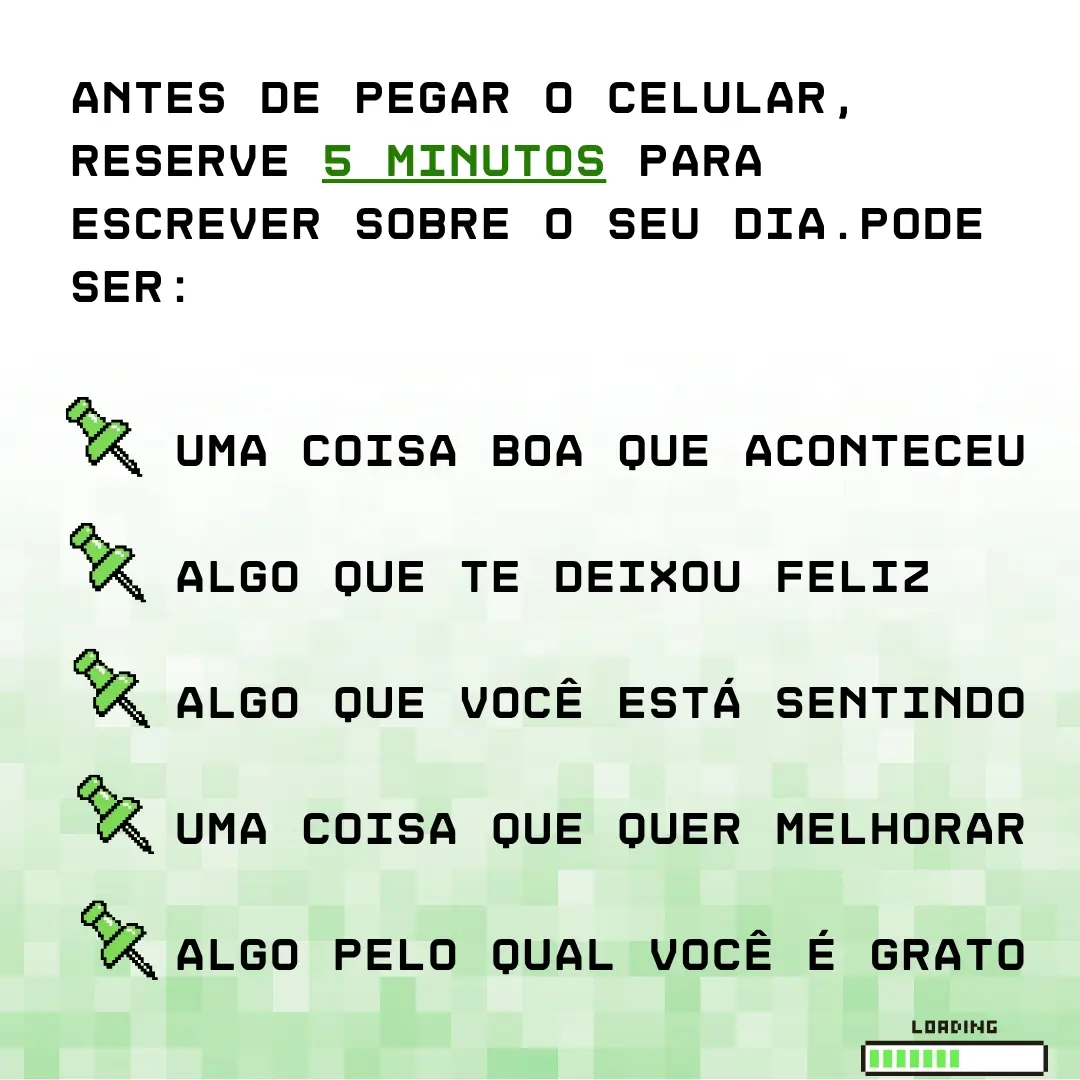 ANTES DE PEGAR O CELULAR,
RESERVE 5 MINUTOS PARA
ESCREVER SOBRE O SEU DIA.PODE
SER:
UMA COISA BOA QUE ACONTECEU
ALGO QUE TE DEIXOU FELIZ
ALGO QUE VOCÊ ESTÁ SENTINDO
UMA COISA QUE QUER MELHORAR
ALGO PELO QUAL VOCÊ É GRATO
LOADING